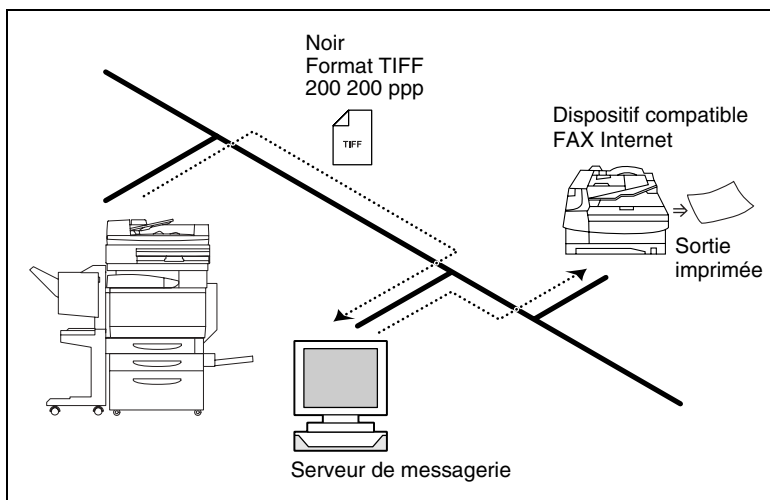 Noir
Format TIFF
200 200 ppp
TIFF
Dispositif compatible
FAX Internet
Sortie
imprimée
Serveur de messagerie